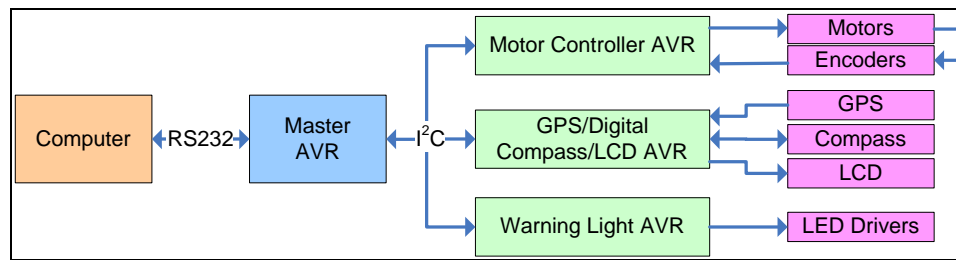 Computer
RS232
Master
AVR
I²C
Motor Controller AVR
GPS/Digital
Compass/LCD AVR
Warning Light AVR
Motors
Encoders
GPS
Compass
LCD
LED Drivers